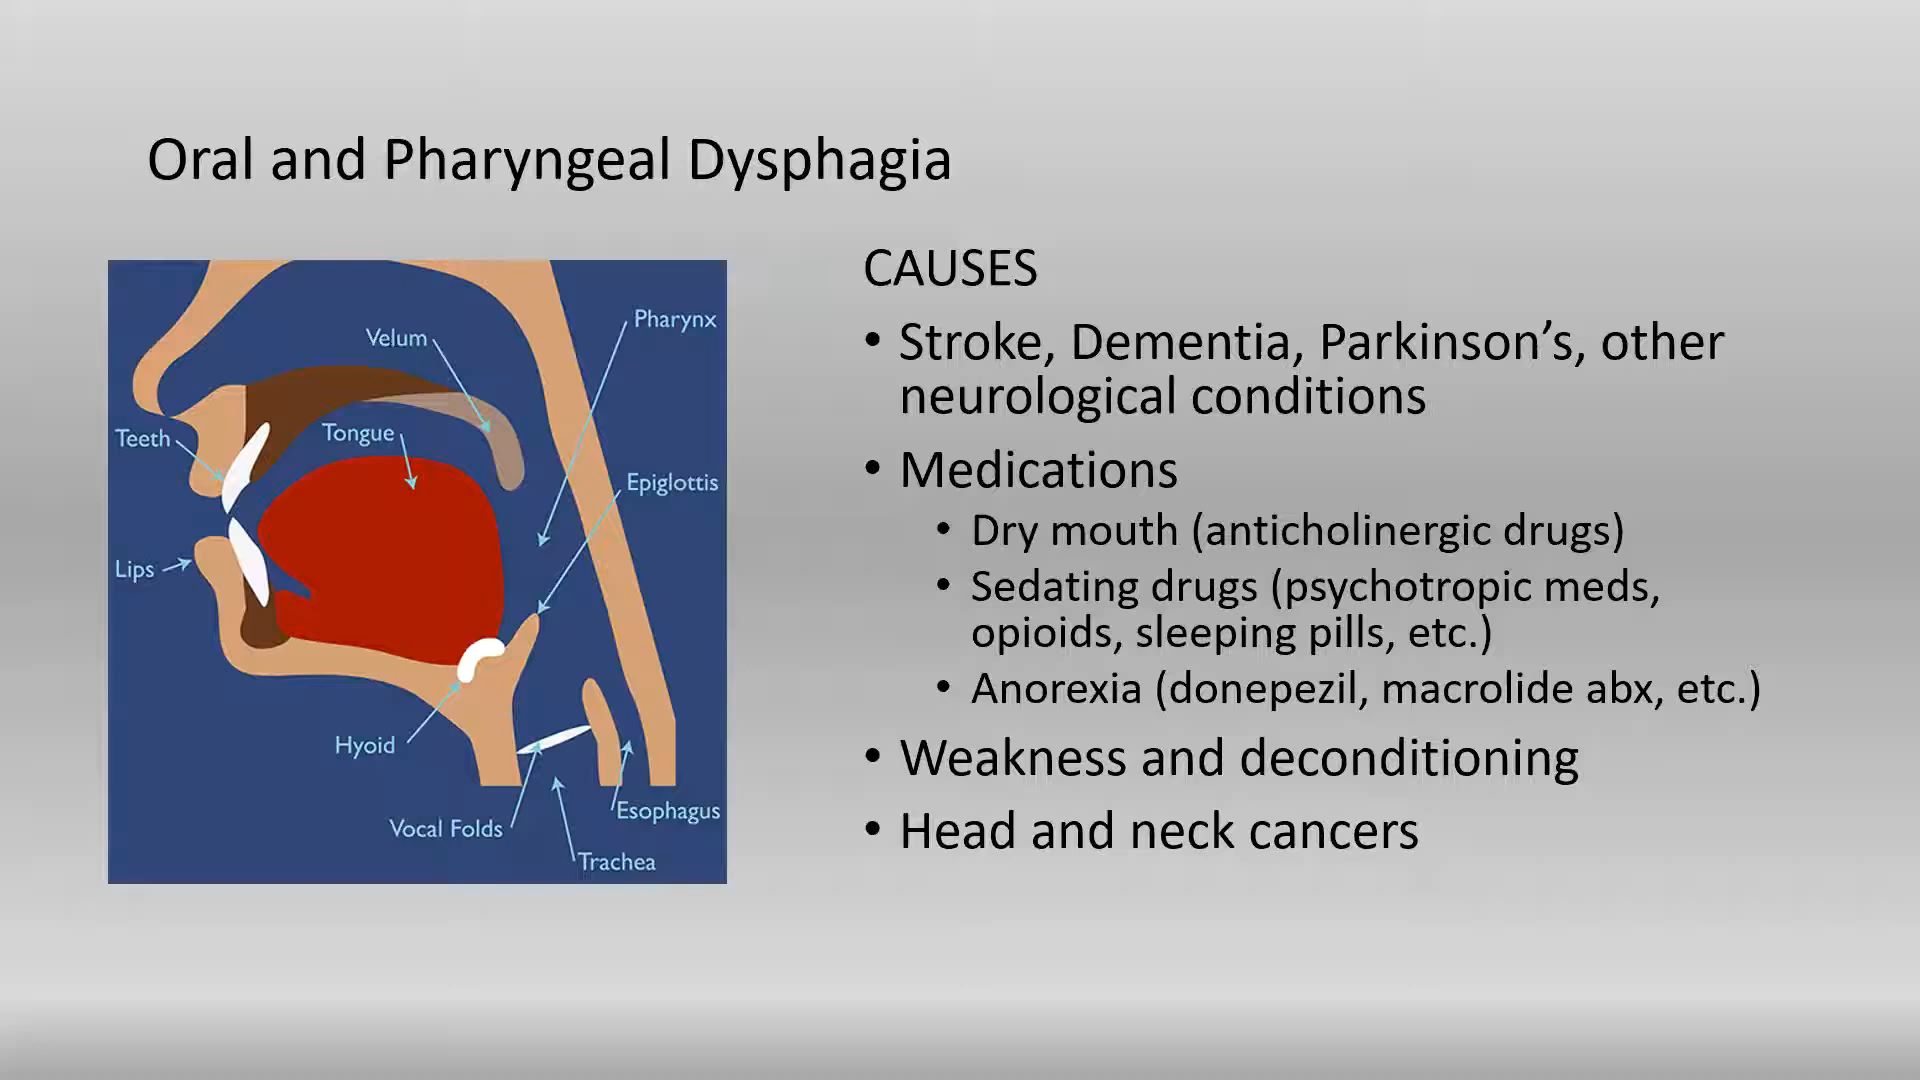 Oral and Pharyngeal Dysphagia
Pharynx
Velum
Teeth
Tongue
Epiglottis
Lips
Hyoid
Vocal Folds
Esophagus
Trachea
CAUSES
• Stroke, Dementia, Parkinson’s, other
neurological conditions
• Medications
• Dry mouth (anticholinergic drugs)
• Sedating drugs (psychotropic meds,
opioids, sleeping pills, etc.)
• Anorexia (donepezil, macrolide abx, etc.)
• Weakness and deconditioning
• Head and neck cancers